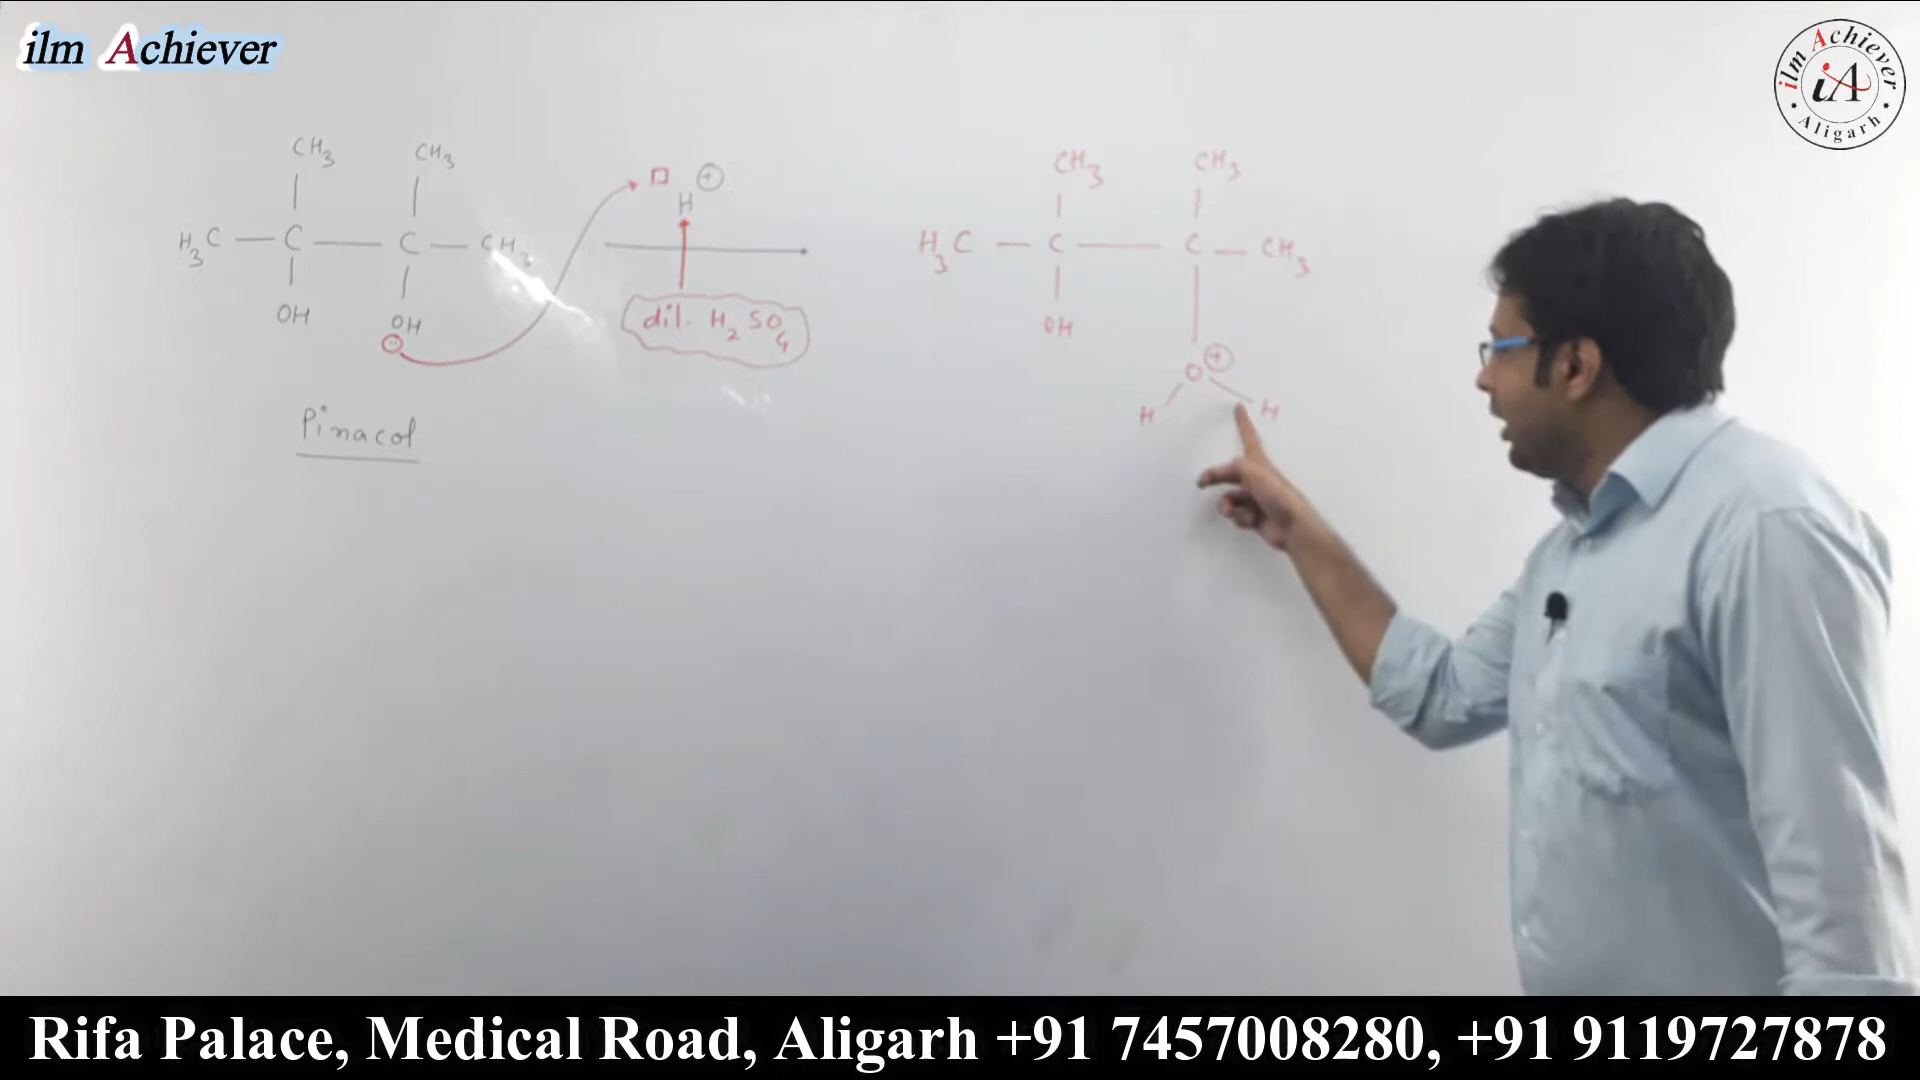 ilm Achiever
ilm Achiever
iA
Aligarh
CH3 CH3
H3C — C — C — CH3
OH OH
Pinacol
H ⊕
dil. H2SO4
CH3 CH3
H3C — C — C — CH3
OH O ⊕
H H
Rifa Palace, Medical Road, Aligarh +91 7457008280, +91 9119727878